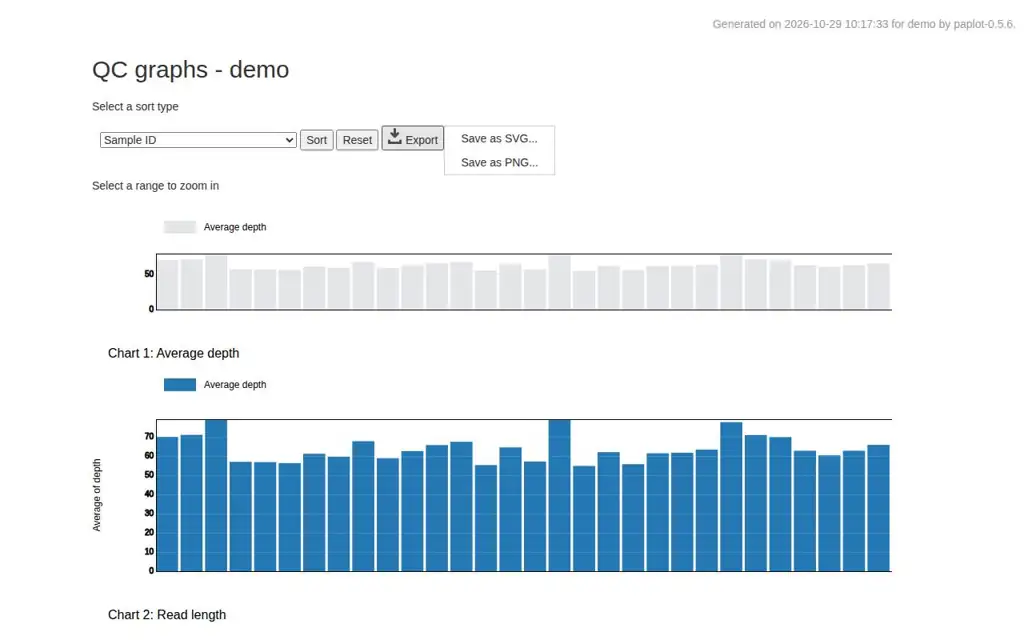 Generated on 2026-10-29 10:17:33 for demo by paplot-0.5.6.
QC graphs - demo
Select a sort type
Sample ID Sort Reset Export Save as SVG...
Save as PNG...
Select a range to zoom in
Average depth
50
0
Chart 1: Average depth
Average depth
70
60
50
40
30
20
10
0
Average of depth
Chart 2: Read length